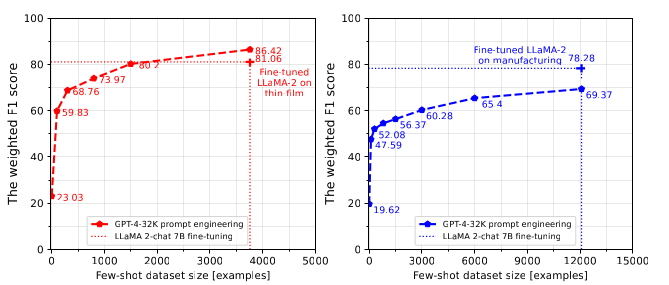 100
80
60
40
20
0
The weighted F1 score
86.42
81.06
80 2
73 97
68.76
59.83
23 03
Fine-tuned
LLaMA-2 on
thin film
GPT-4-32K prompt engineering
LLaMA 2-chat 7B fine-tuning
0 1000 2000 3000 4000 5000
Few-shot dataset size [examples]
100
80
60
40
20
0
The weighted F1 score
Fine-tuned LLaMA-2
on manufacturing
78.28
69.37
65 4
60.28
56.37
52.08
47.59
19.62
GPT-4-32K prompt engineering
LLaMA 2-chat 7B fine-tuning
0 3000 6000 9000 12000 15000
Few-shot dataset size [examples]